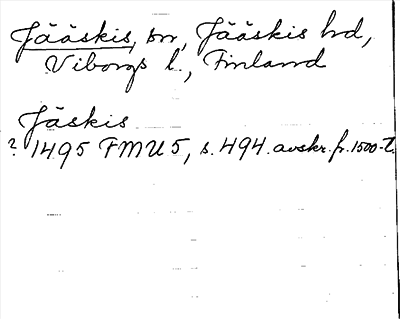 Jääskis, sn, Jääskis hd,
Viborgs l., Finland
Jäskis
? 1495 FMU 5, s. 494. avskr. fr. 1500-t.